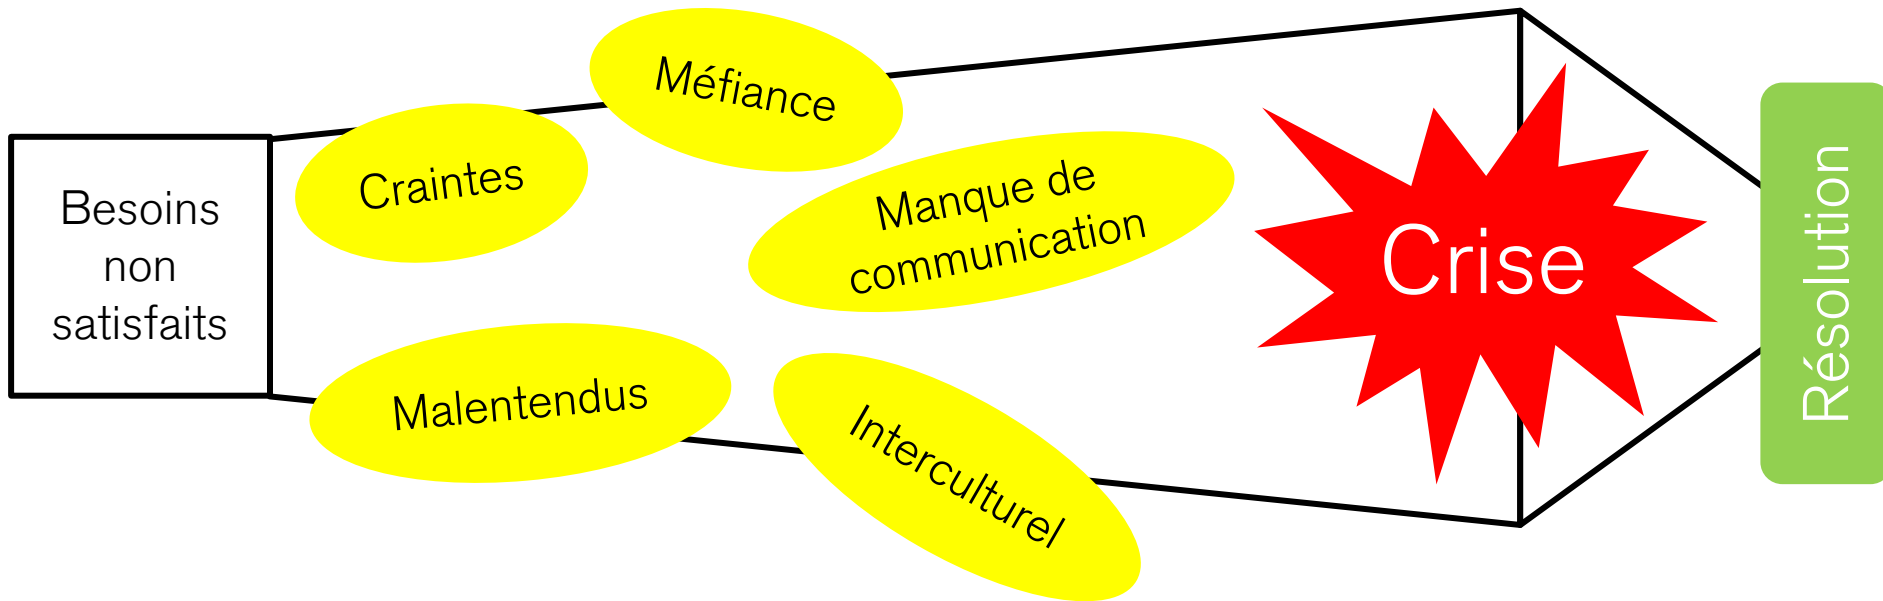 Besoins
non
satisfaits
Craintes
Méfiance
Manque de
communication
Malentendus
Interculturel
Crise
Résolution